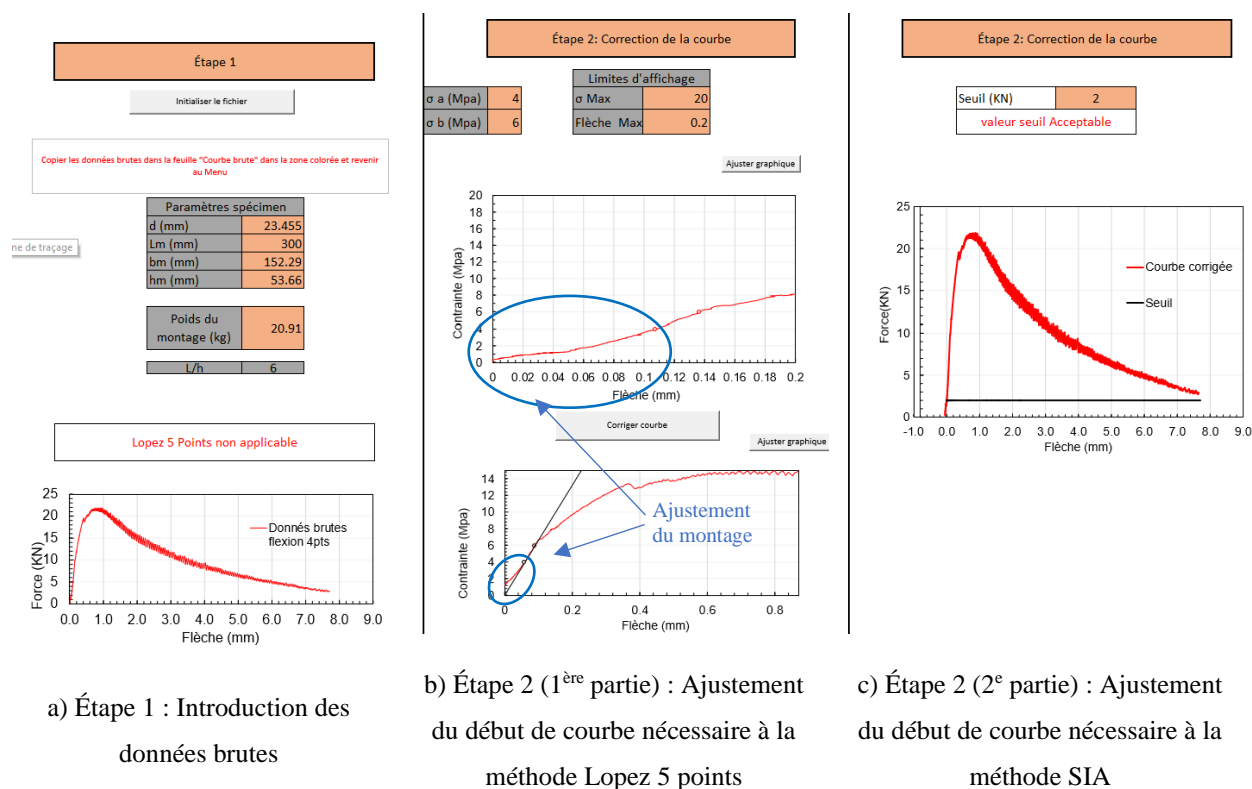 Étape 1
Initialiser le fichier
Copier les données brutes dans la feuille "Courbe brute" dans la zone colorée et revenir
au Menu
ne de traçage
Paramètres spécimen
d (mm) 23.455
Lm (mm) 300
bm (mm) 152.29
hm (mm) 53.66
Poids du
montage (kg) 20.91
L/h 6
Lopez 5 Points non applicable
25
20
15
10
5
0
Force (KN)
Donnés brutes
flexion 4pts
0.0 1.0 2.0 3.0 4.0 5.0 6.0 7.0 8.0 9.0
Flèche (mm)
a) Étape 1 : Introduction des
données brutes
Étape 2: Correction de la courbe
σ a (Mpa) 4
σ b (Mpa) 6
Limites d'affichage
σ Max 20
Flèche Max 0.2
Ajuster graphique
20
18
16
14
12
10
8
6
4
2
0
Contrainte (Mpa)
0 0.02 0.04 0.06 0.08 0.1 0.12 0.14 0.16 0.18 0.2
Flèche (mm)
Corriger courbe
Ajuster graphique
14
12
10
8
6
4
2
0
Contrainte (Mpa)
Ajustement
du montage
0 0.2 0.4 0.6 0.8
Flèche (mm)
b) Étape 2 (1ère partie) : Ajustement
du début de courbe nécessaire à la
méthode Lopez 5 points
Étape 2: Correction de la courbe
Seuil (KN) 2
valeur seuil Acceptable
25
20
15
10
5
0
Force(KN)
Courbe corrigée
Seuil
-1.0 0.0 1.0 2.0 3.0 4.0 5.0 6.0 7.0 8.0 9.0
Flèche (mm)
c) Étape 2 (2e partie) : Ajustement
du début de courbe nécessaire à la
méthode SIA